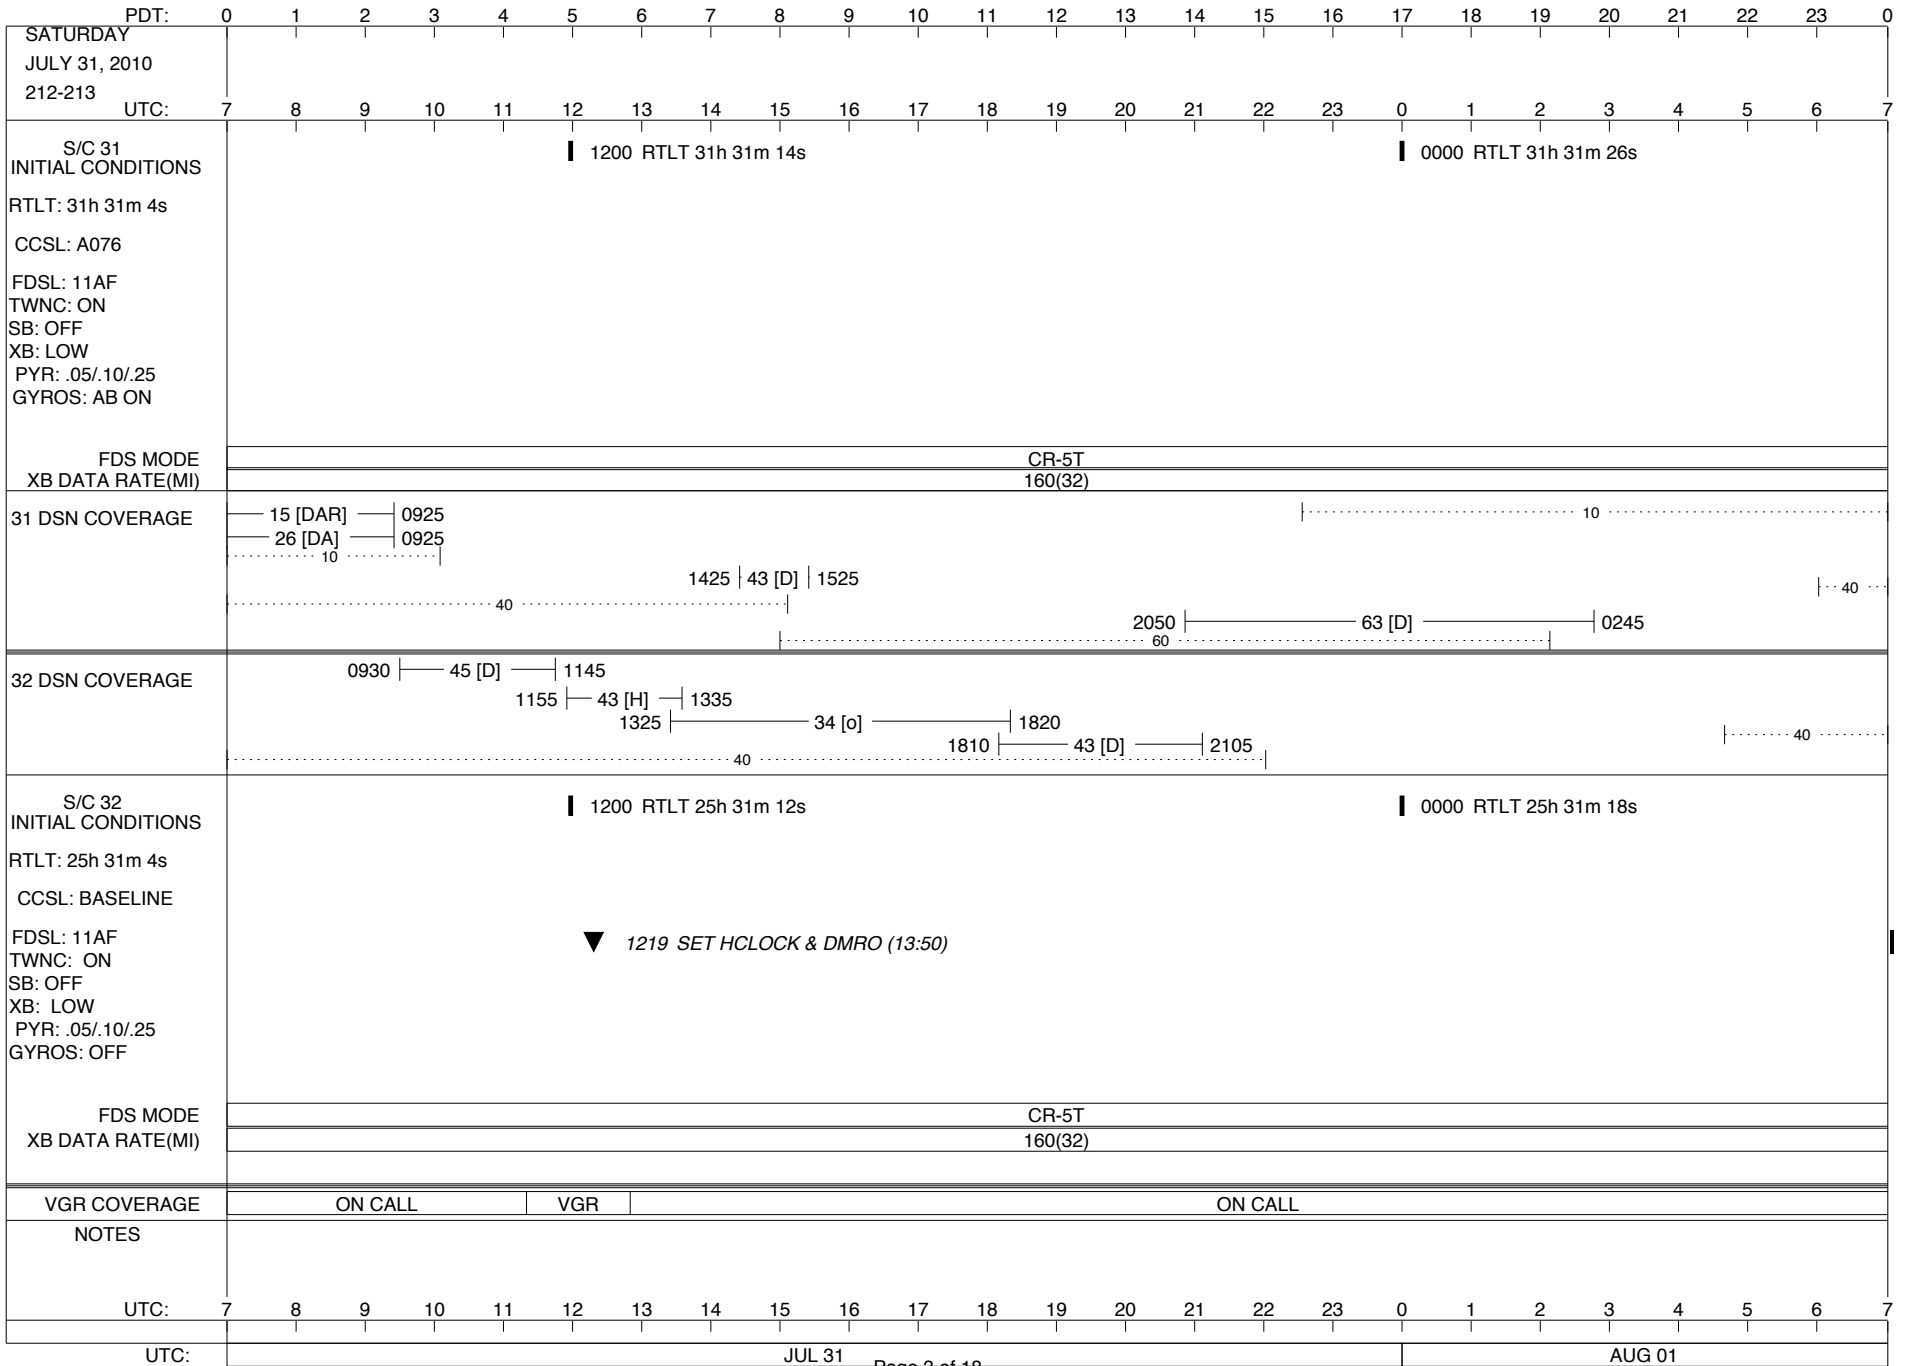 PDT: 0 1 2 3 4 5 6 7 8 9 10 11 12 13 14 15 16 17 18 19 20 21 22 23 0
SATURDAY
JULY 31, 2010
212-213
UTC: 7 8 9 10 11 12 13 14 15 16 17 18 19 20 21 22 23 0 1 2 3 4 5 6 7
S/C 31
INITIAL CONDITIONS
1200 RTLT 31h 31m 14s
0000 RTLT 31h 31m 26s
RTLT: 31h 31m 4s
CCSL: A076
FDSL: 11AF
TWNC: ON
SB: OFF
XB: LOW
PYR: .05/.10/.25
GYROS: AB ON
FDS MODE CR-5T
XB DATA RATE(MI) 160(32)
31 DSN COVERAGE
15 [DAR] 0925
10
26 [DA] 0925
10
1425 43 [D] 1525
40
40
2050 63 [D] 0245
60
32 DSN COVERAGE
0930 45 [D] 1145
1155 43 [H] 1335
1325 34 [o] 1820
40
1810 43 [D] 2105
40
S/C 32
INITIAL CONDITIONS
1200 RTLT 25h 31m 12s
0000 RTLT 25h 31m 18s
RTLT: 25h 31m 4s
CCSL: BASELINE
FDSL: 11AF
1219 SET HCLOCK & DMRO (13:50)
TWNC: ON
SB: OFF
XB: LOW
PYR: .05/.10/.25
GYROS: OFF
FDS MODE CR-5T
XB DATA RATE(MI) 160(32)
VGR COVERAGE ON CALL VGR ON CALL
NOTES
UTC: 7 8 9 10 11 12 13 14 15 16 17 18 19 20 21 22 23 0 1 2 3 4 5 6 7
UTC: JUL 31 AUG 01